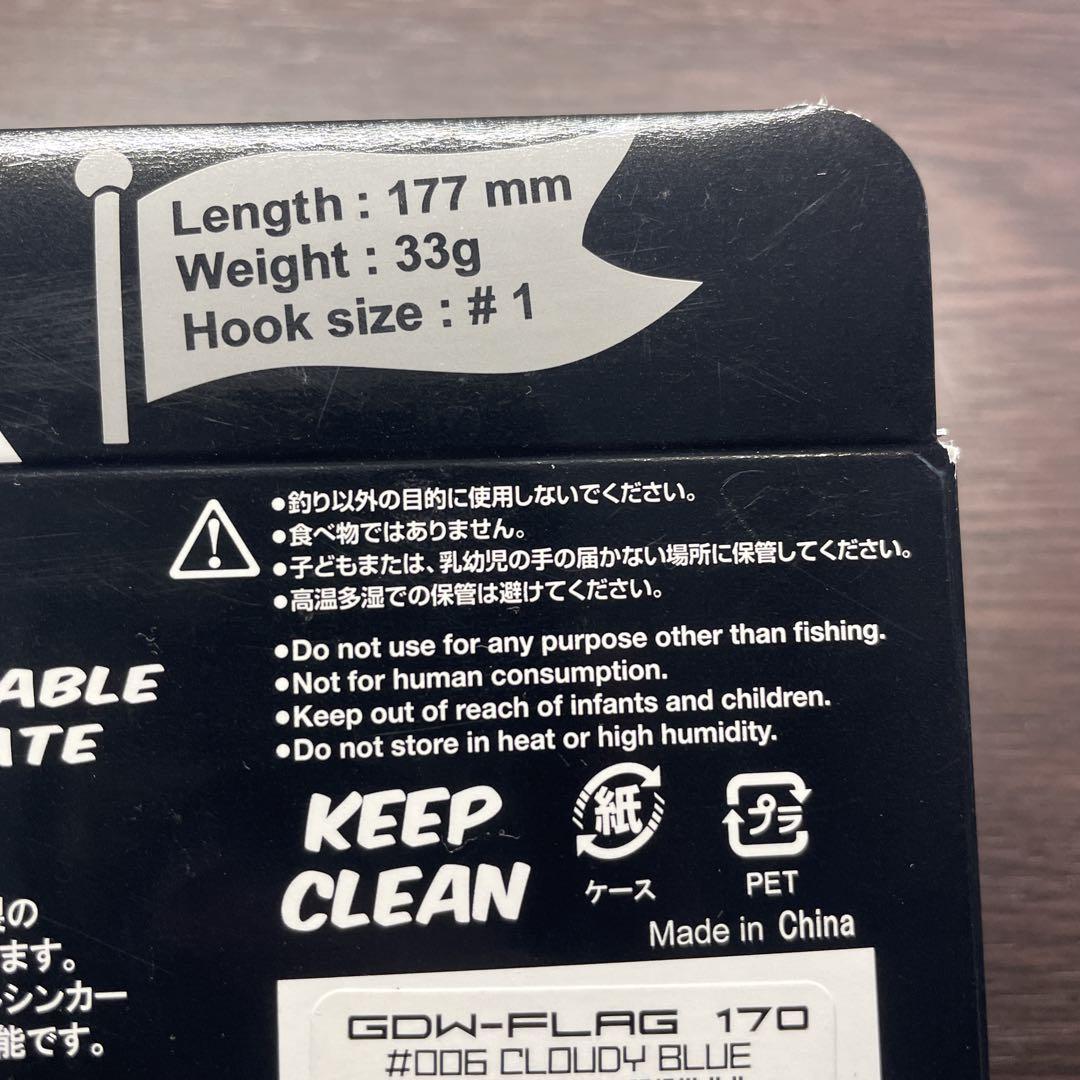 Length : 177 mm
Weight : 33g
Hook size : # 1
●釣り以外の目的に使用しないでください。
●食べ物ではありません。
●子どもまたは、乳幼児の手の届かない場所に保管してください。
●高温多湿での保管は避けてください。
●Do not use for any purpose other than fishing.
●Not for human consumption.
●Keep out of reach of infants and children.
●Do not store in heat or high humidity.
ABLE
ATE
KEEP
CLEAN
紙
ケース
プラ
PET
Made in China
の
ます。
シンカー
能です。
GDW-FLAG 170
#006 CLOUDY BLUE